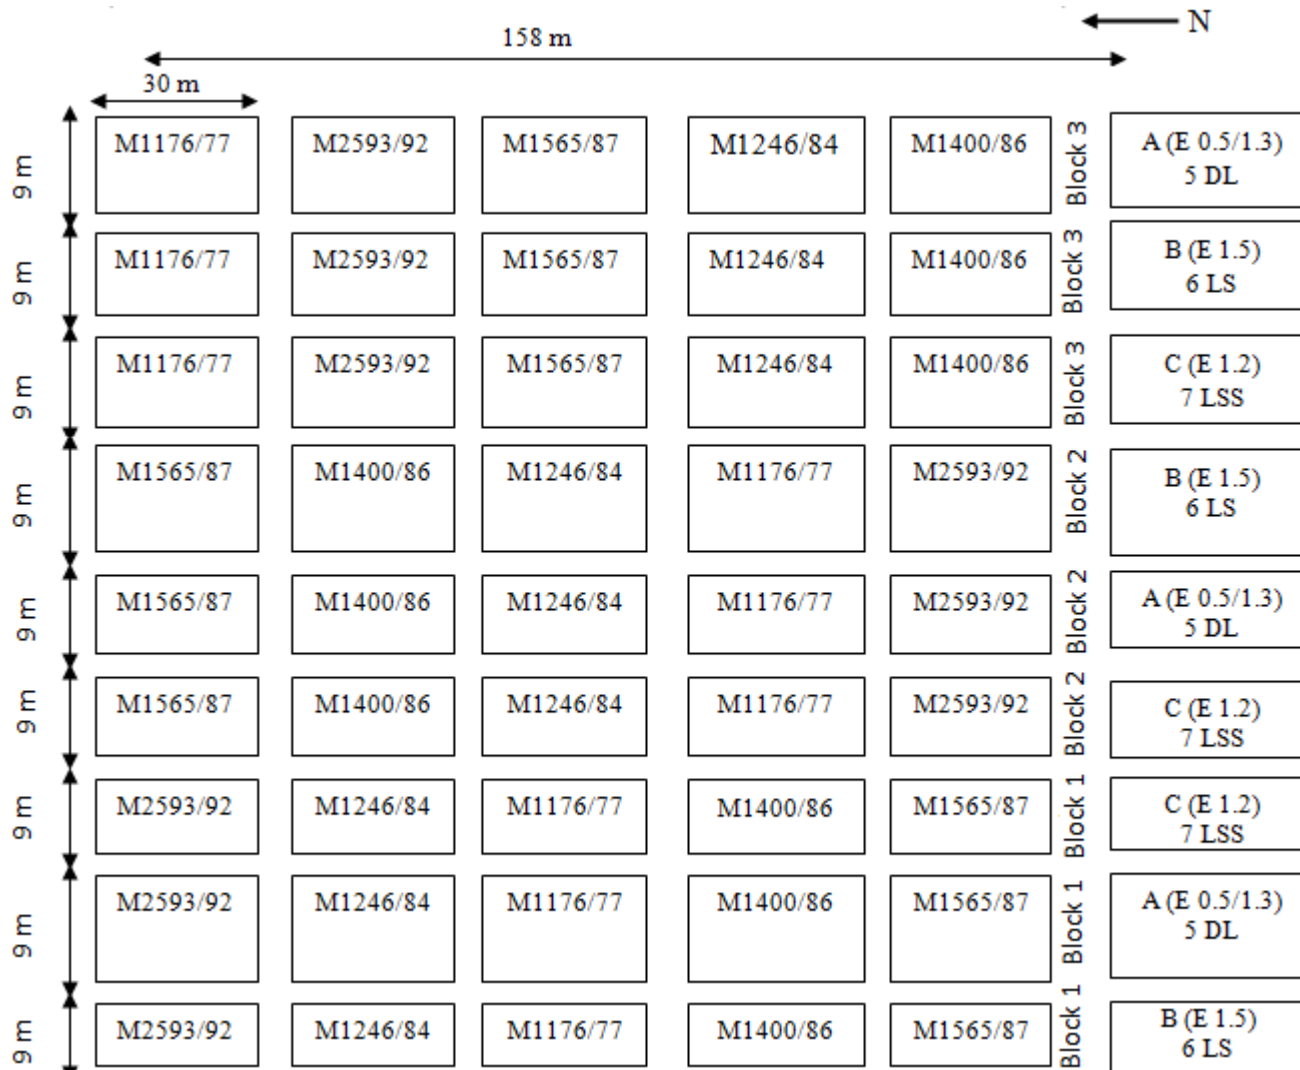 N
158 m
30 m
9 m
M1176/77
M2593/92
M1565/87
M1246/84
M1400/86
Block 3
A (E 0.5/1.3)
5 DL
9 m
M1176/77
M2593/92
M1565/87
M1246/84
M1400/86
Block 3
B (E 1.5)
6 LS
9 m
M1176/77
M2593/92
M1565/87
M1246/84
M1400/86
Block 3
C (E 1.2)
7 LSS
9 m
M1565/87
M1400/86
M1246/84
M1176/77
M2593/92
Block 2
B (E 1.5)
6 LS
9 m
M1565/87
M1400/86
M1246/84
M1176/77
M2593/92
Block 2
A (E 0.5/1.3)
5 DL
9 m
M1565/87
M1400/86
M1246/84
M1176/77
M2593/92
Block 2
C (E 1.2)
7 LSS
9 m
M2593/92
M1246/84
M1176/77
M1400/86
M1565/87
Block 1
C (E 1.2)
7 LSS
9 m
M2593/92
M1246/84
M1176/77
M1400/86
M1565/87
Block 1
A (E 0.5/1.3)
5 DL
9 m
M2593/92
M1246/84
M1176/77
M1400/86
M1565/87
Block 1
B (E 1.5)
6 LS